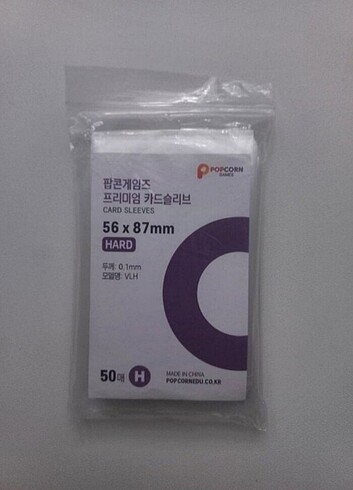 POPCORN
GAMES
팝콘게임즈
프리미엄 카드슬리브
CARD SLEEVES
56 x 87mm
HARD
두께: 0.1mm
모델명: VLH
50매 H
MADE IN CHINA
POPCORNEDU.CO.KR